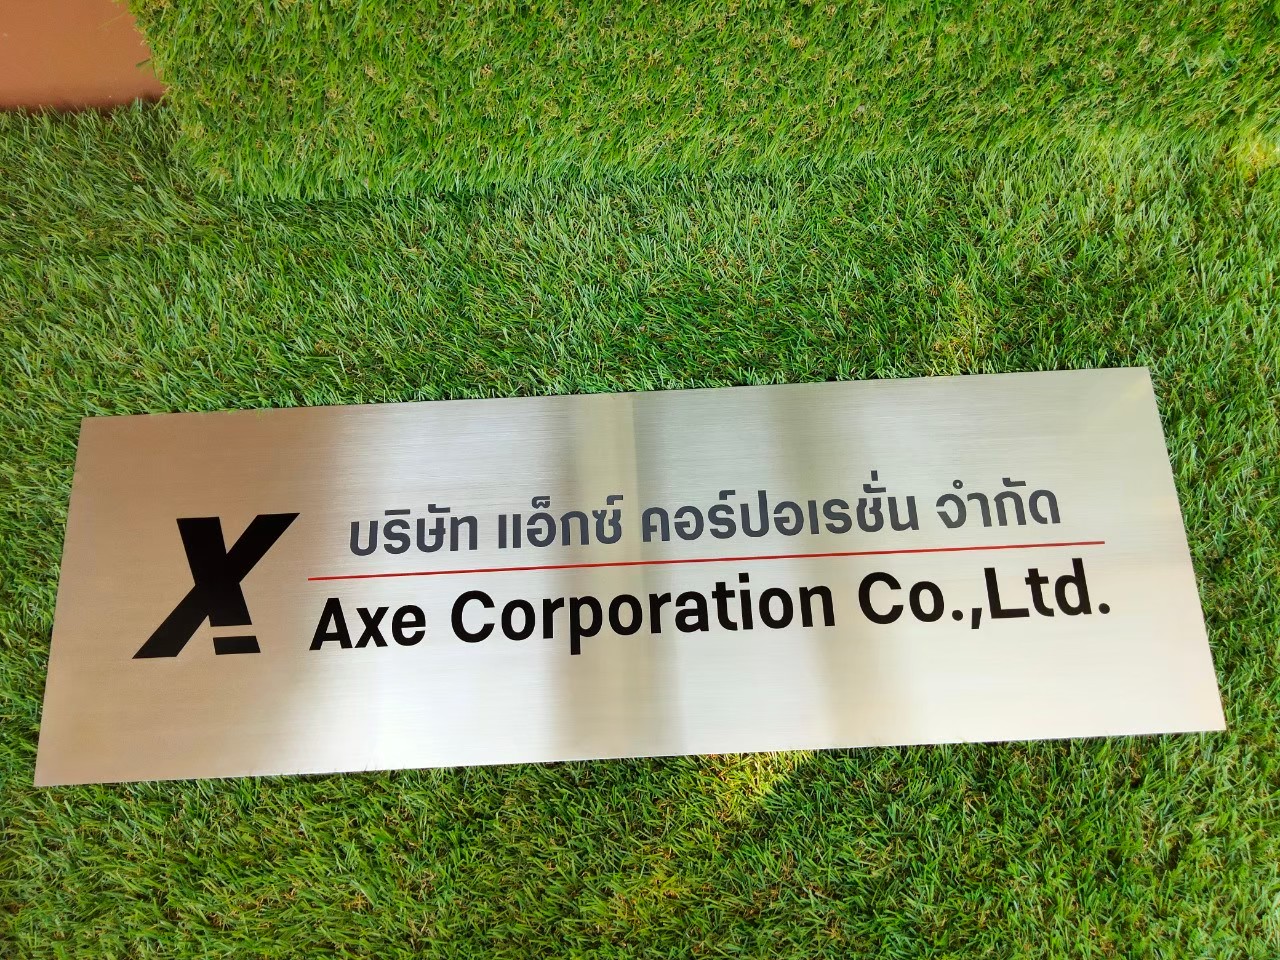 บริษัท แอ็กซ์ คอร์ปอเรชั่น จำกัด
Axe Corporation Co.,Ltd.